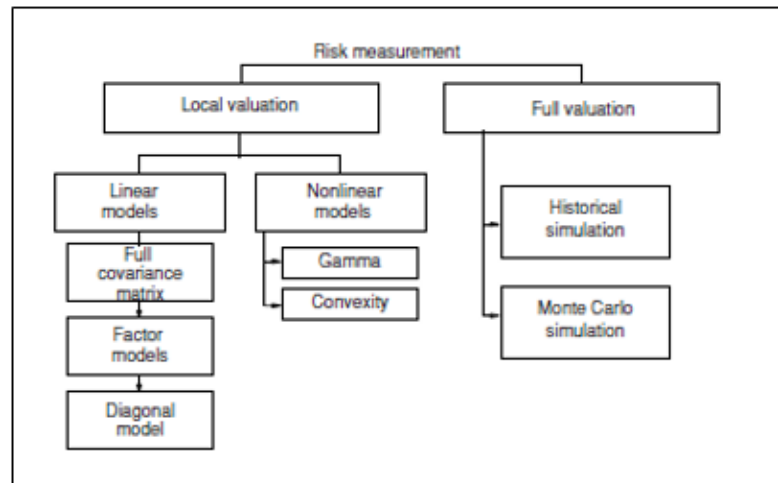 Risk measurement
Local valuation
Full valuation
Linear
models
Nonlinear
models
Full
covariance
matrix
Gamma
Convexity
Factor
models
Diagonal
model
Historical
simulation
Monte Carlo
simulation